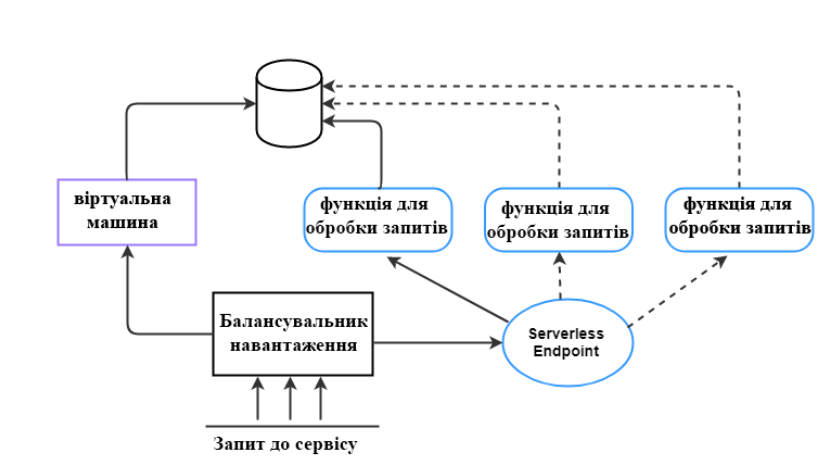 віртуальна
машина
функція для
обробки запитів
функція для
обробки запитів
функція для
обробки запитів
Балансувальник
навантаження
Serverless
Endpoint
Запит до сервісу